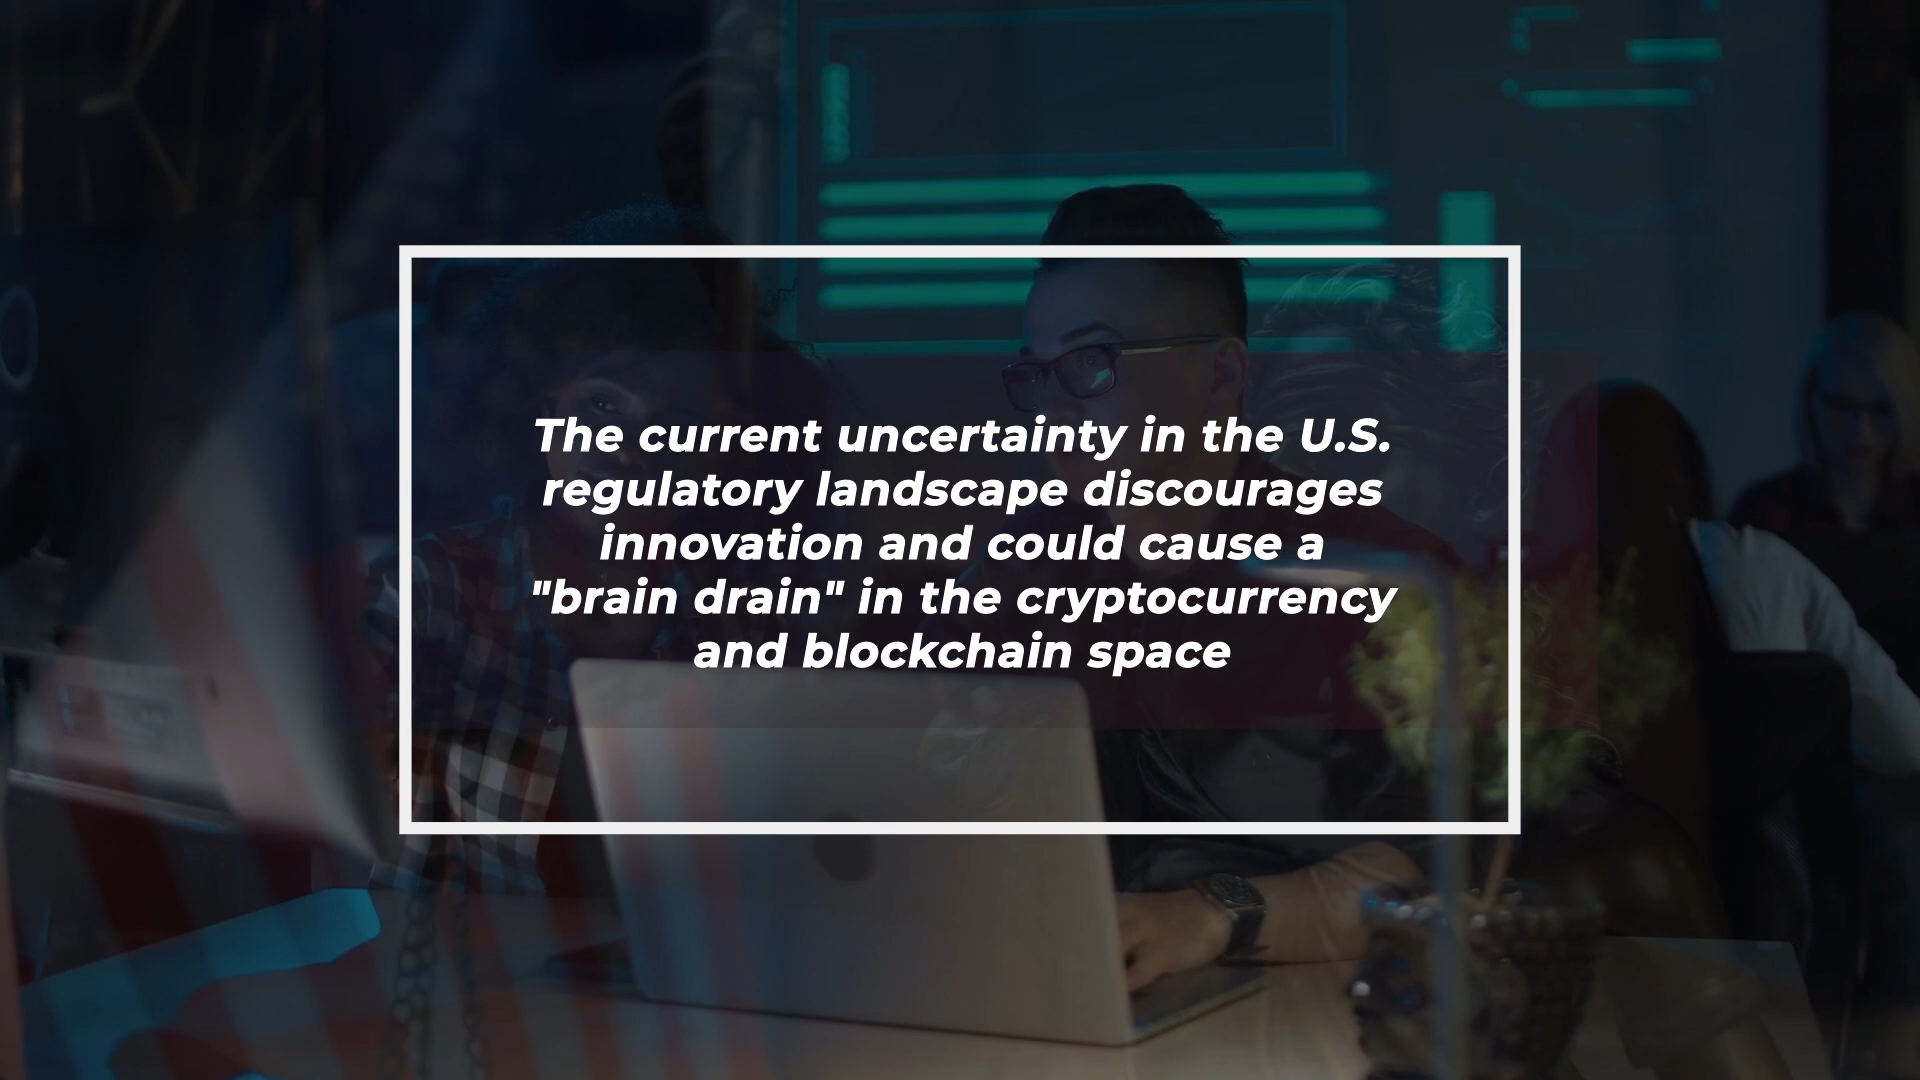 The current uncertainty in the U.S.
regulatory landscape discourages
innovation and could cause a
"brain drain" in the cryptocurrency
and blockchain space